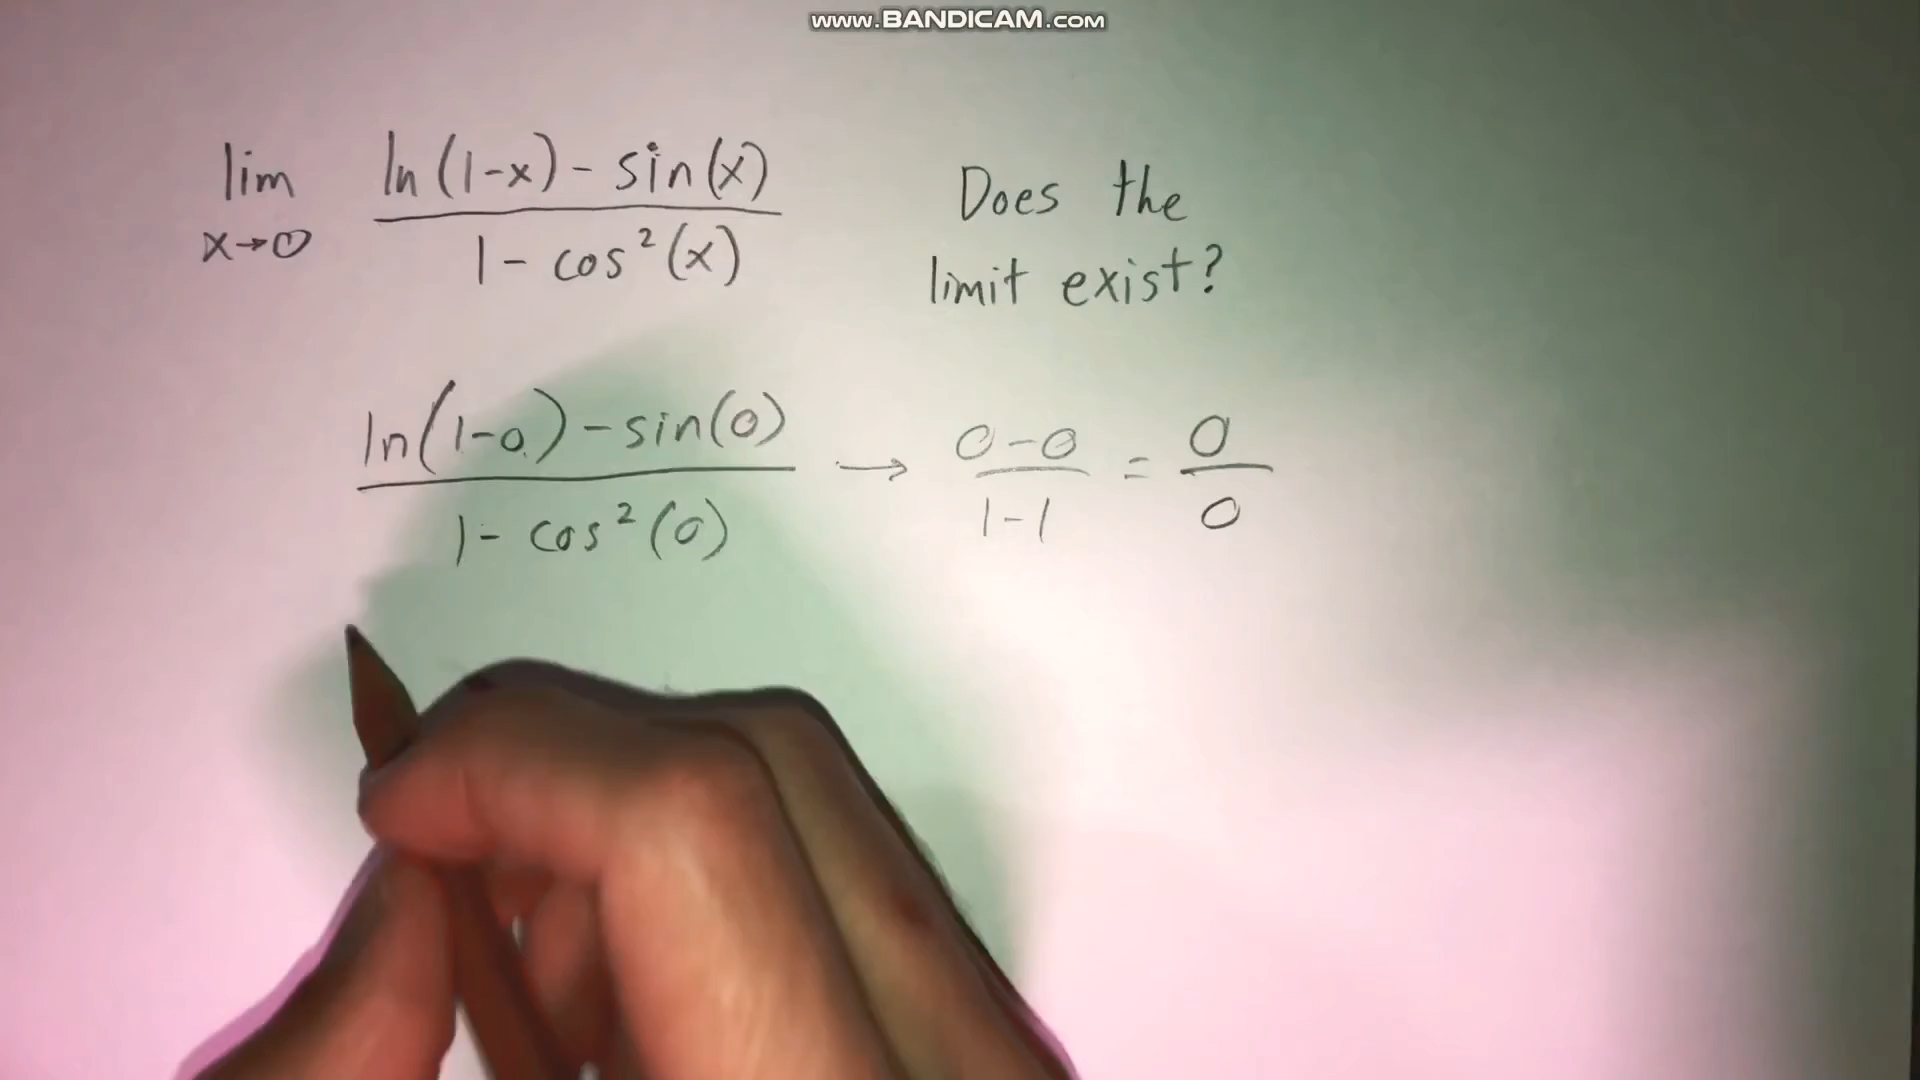 www.BANDICAM.com
lim x→0 ln(1-x) - sin(x) / 1 - cos²(x)
Does the
limit exist?
ln(1-0) - sin(0) / 1 - cos²(0) → 0-0 / 1-1 = 0 / 0